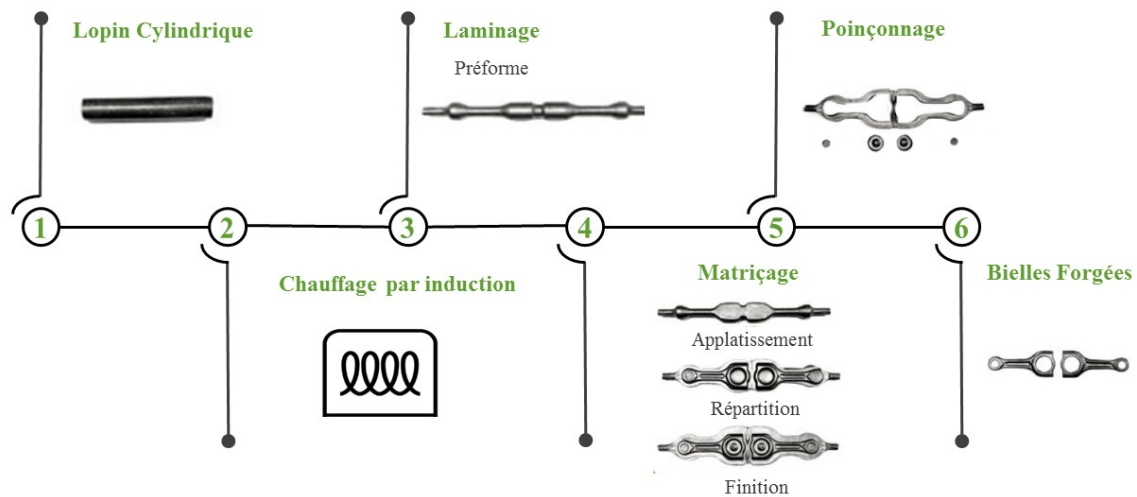 Lopin Cylindrique
Laminage
Préforme
Poinçonnage
1
2
3
4
5
6
Chauffage par induction
Matriçage
Applatissement
Répartition
Finition
Bielles Forgées